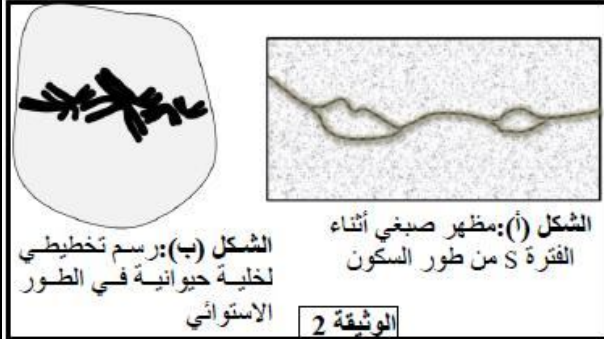 الشكل (أ):مظهر صبغي أثناء
الفترة S من طور السكون
الشكل (ب):رسم تخطيطي
لخلية حيوانية في الطور
الاستوائي
الوثيقة 2